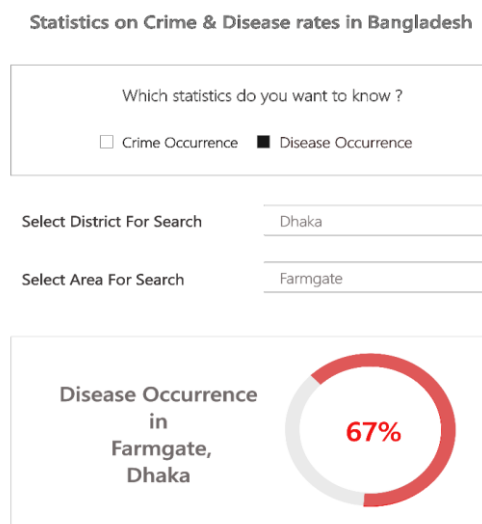 Statistics on Crime & Disease rates in Bangladesh
Which statistics do you want to know ?
Crime Occurrence Disease Occurrence
Select District For Search Dhaka
Select Area For Search Farmgate
Disease Occurrence
in
Farmgate,
Dhaka
67%